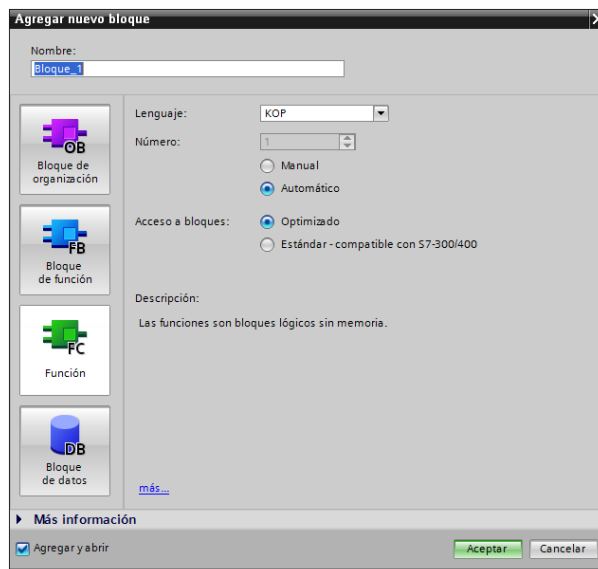 Agregar nuevo bloque
Nombre:
Bloque_1
OB
Bloque de
organización
FB
Bloque
de función
FC
Función
DB
Bloque
de datos
Lenguaje:
KOP
Número:
1
Manual
Automático
Acceso a bloques:
Optimizado
Estándar - compatible con S7-300/400
Descripción:
Las funciones son bloques lógicos sin memoria.
más...
Más información
Agregar y abrir
Aceptar
Cancelar